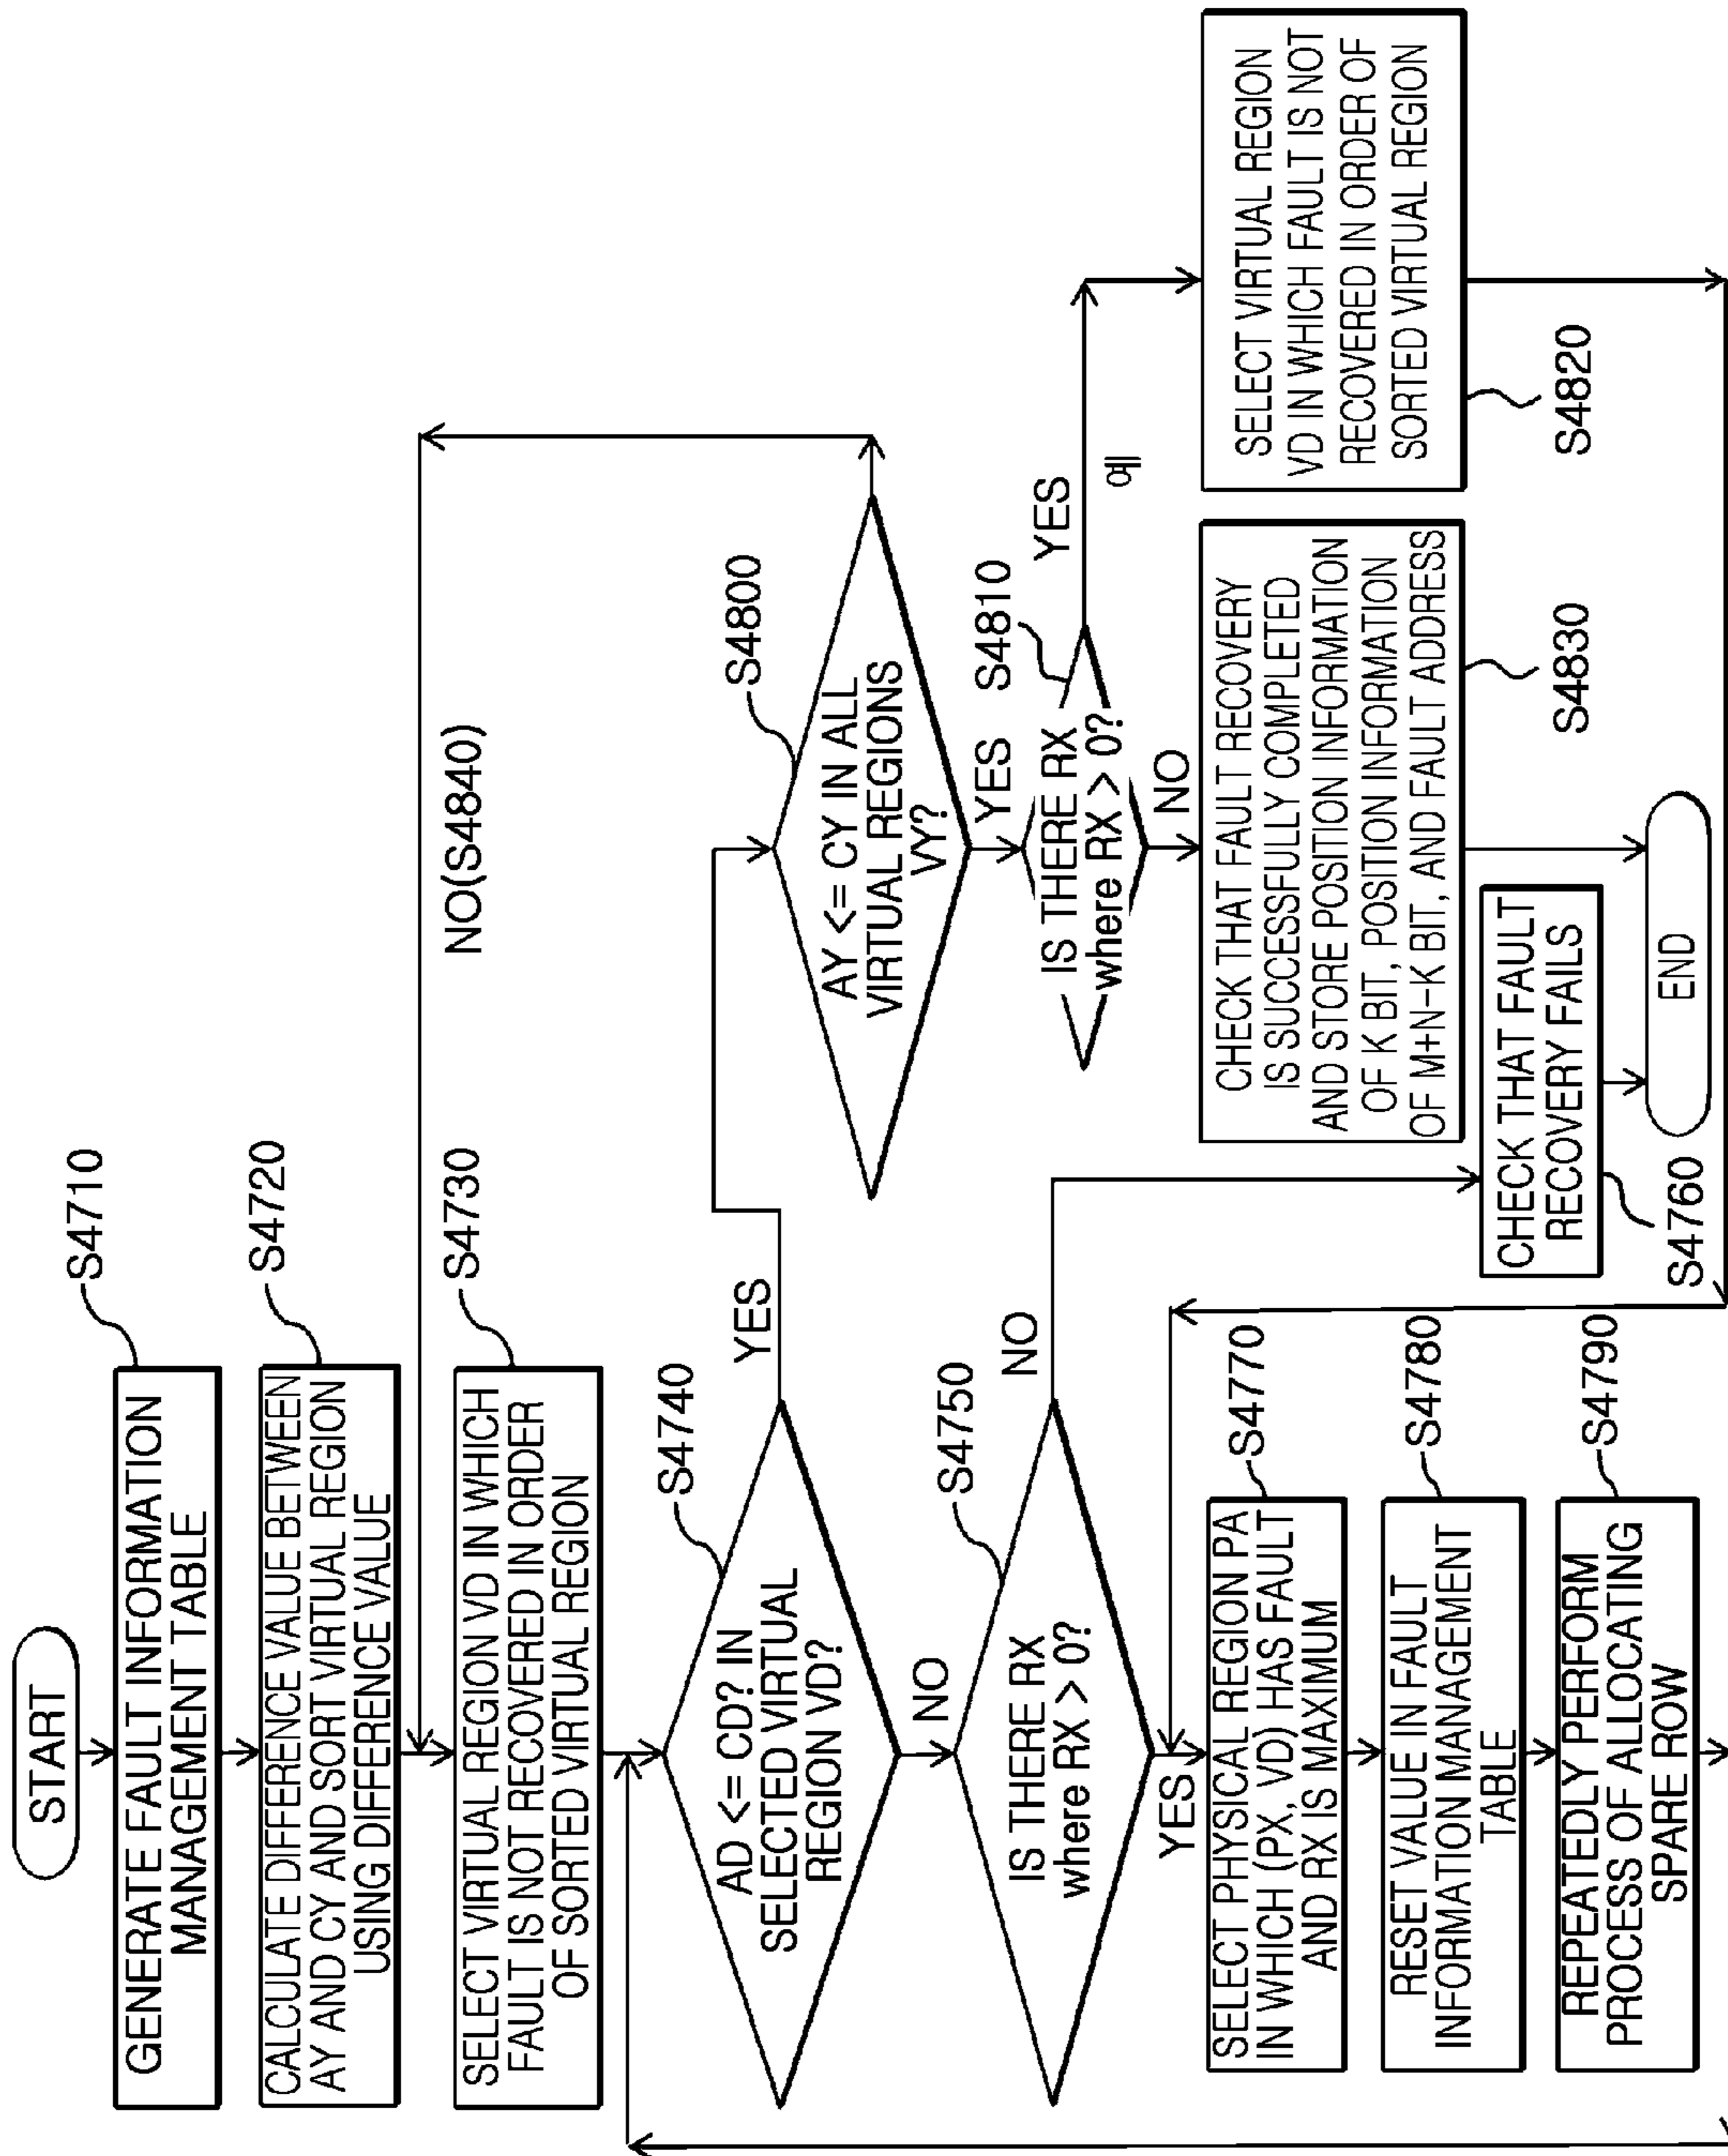 START
S4710
GENERATE FAULT INFORMATION
MANAGEMENT TABLE
S4720
CALCULATE DIFFERENCE VALUE BETWEEN
AY AND CY AND SORT VIRTUAL REGION
USING DIFFERENCE VALUE
NO(S4840)
S4730
SELECT VIRTUAL REGION VD IN WHICH
FAULT IS NOT RECOVERED IN ORDER
OF SORTED VIRTUAL REGION
S4740
AD <= CD? IN
SELECTED VIRTUAL
REGION VD?
YES
NO
S4800
AY <= CY IN ALL
VIRTUAL REGIONS
VY?
YES
S4750
IS THERE RX
where RX > 0?
NO
YES
S4810
IS THERE RX
where RX > 0?
YES
예
NO
S4770
SELECT PHYSICAL REGION PA
IN WHICH (PX, VD) HAS FAULT
AND RX IS MAXIMUM
S4780
RESET VALUE IN FAULT
INFORMATION MANAGEMENT
TABLE
S4790
REPEATEDLY PERFORM
PROCESS OF ALLOCATING
SPARE ROW
CHECK THAT FAULT RECOVERY
IS SUCCESSFULLY COMPLETED
AND STORE POSITION INFORMATION
OF K BIT, POSITION INFORMATION
OF M+N-K BIT, AND FAULT ADDRESS
S4830
SELECT VIRTUAL REGION
VD IN WHICH FAULT IS NOT
RECOVERED IN ORDER OF
SORTED VIRTUAL REGION
S4820
CHECK THAT FAULT
RECOVERY FAILS
S4760
END